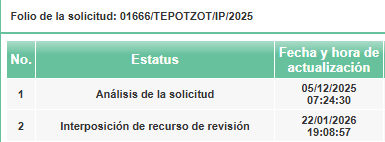 Folio de la solicitud: 01666/TEPOTZOT/IP/2025
No. Estatus Fecha y hora de
actualización
1 Análisis de la solicitud 05/12/2025
07:24:30
2 Interposición de recurso de revisión 22/01/2026
19:08:57